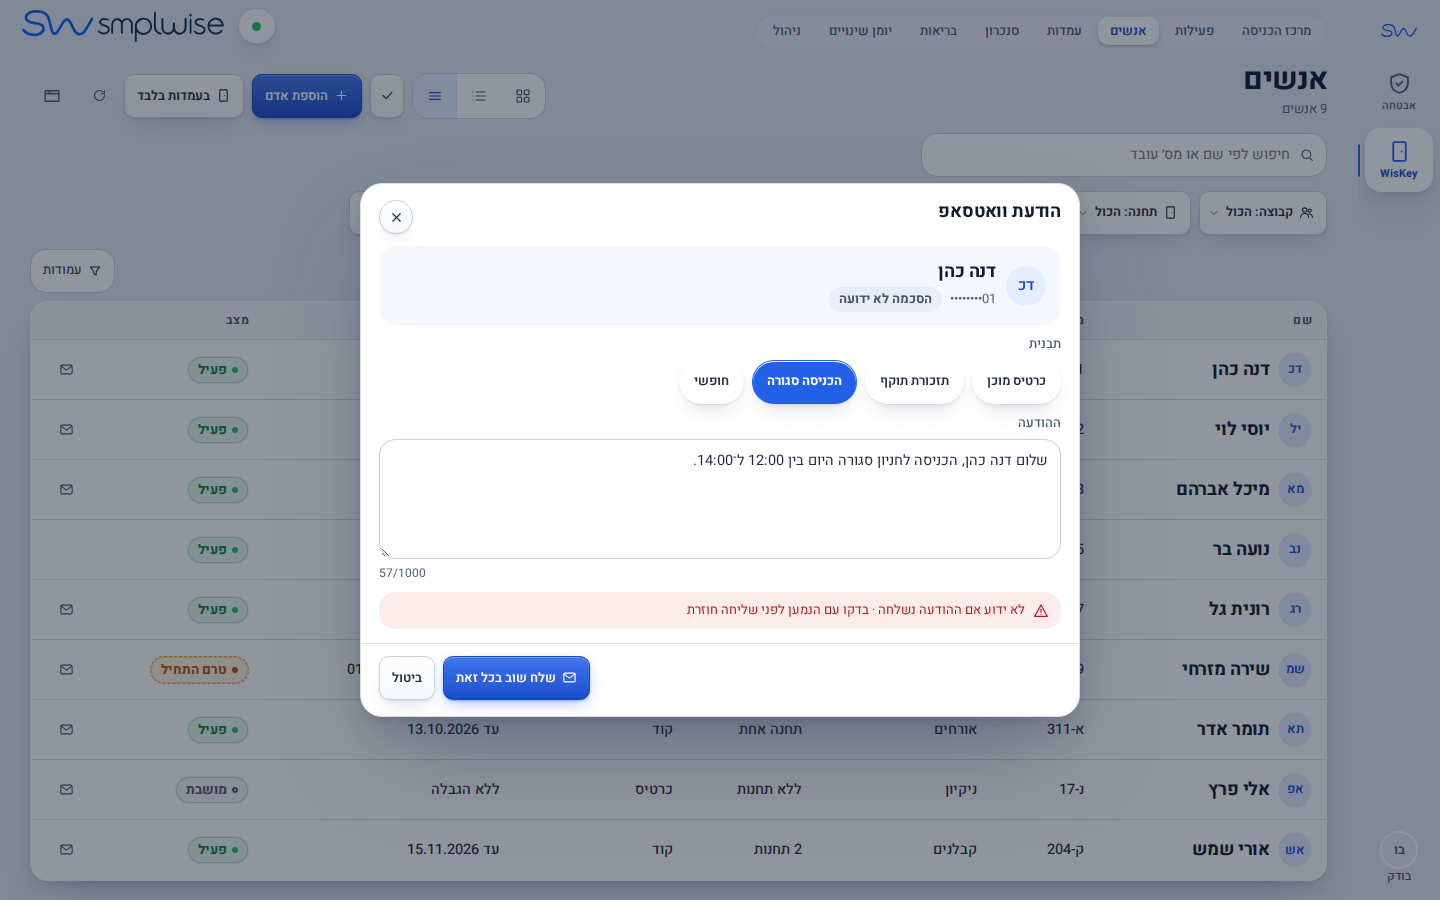 smplwise
מרכז הכניסה
פעילות
אנשים
עמדות
סנכרון
בריאות
יומן שינויים
ניהול
אבטחה
WisKey
אנשים
9 אנשים
הוספת אדם
בעמדות בלבד
חיפוש לפי שם או מס' עובד
קבוצה: הכול
תחנה: הכול
עמודות
הודעת וואטסאפ
דכ
דנה כהן
••••••••01
הסכמה לא ידועה
תבנית
כרטיס מוכן
תזכורת תוקף
הכניסה סגורה
חופשי
ההודעה
שלום דנה כהן, הכניסה לחניון סגורה היום בין 12:00 ל־14:00.
57/1000
לא ידוע אם ההודעה נשלחה · בדקו עם הנמען לפני שליחה חוזרת
שלח שוב בכל זאת
ביטול
שם
מצב
דכ דנה כהן פעיל
יל יוסי לוי פעיל
מא מיכל אברהם פעיל
נב נועה בר פעיל
רג רונית גל פעיל
שמ שירה מזרחי טרם התחיל
תא תומר אדר א-311 אורחים תחנה אחת קוד עד 13.10.2026 פעיל
אפ אלי פרץ נ-17 ניקיון ללא תחנות כרטיס ללא הגבלה מושבת
אש אורי שמש ק-204 קבלנים 2 תחנות קוד עד 15.11.2026 פעיל
בו
בודק